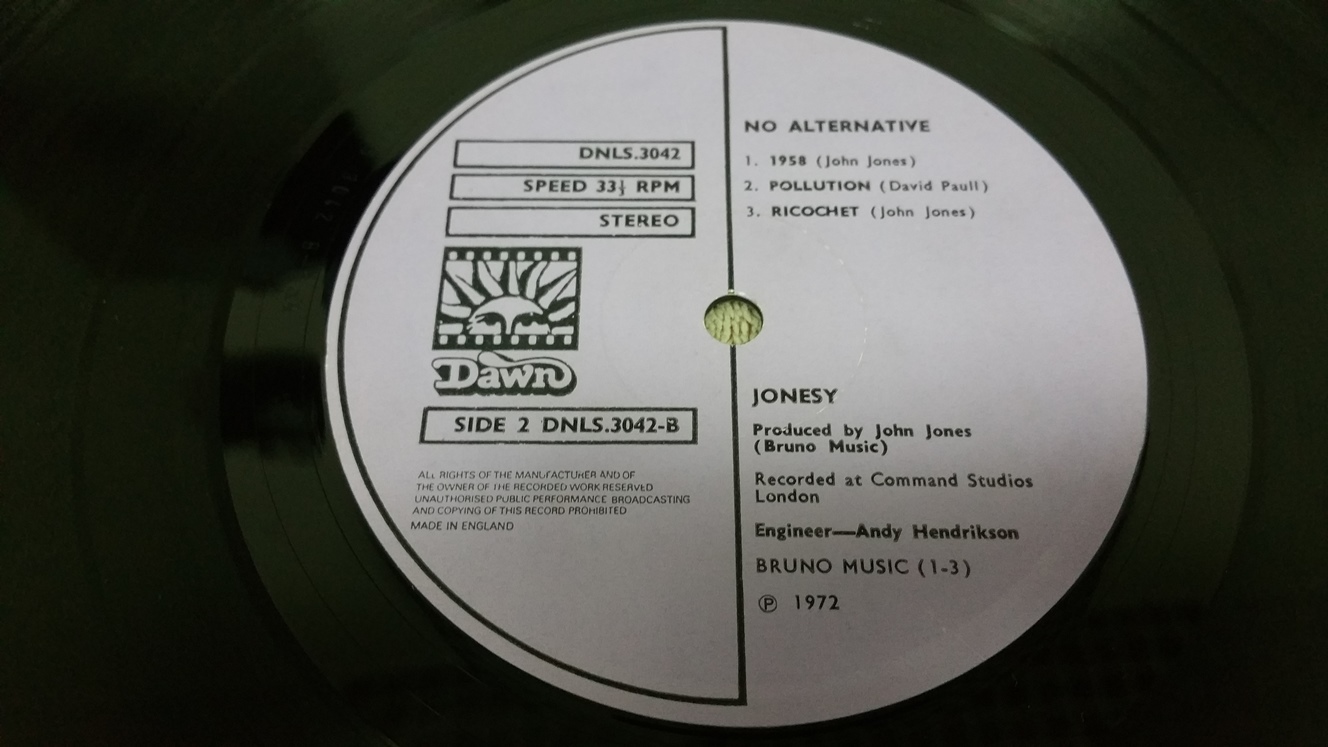 DNLS.3042
SPEED 33⅓ RPM
STEREO
Dawn
SIDE 2 DNLS.3042-B
ALL RIGHTS OF THE MANUFACTURER AND OF
THE OWNER OF THE RECORDED WORK RESERVED
UNAUTHORISED PUBLIC PERFORMANCE BROADCASTING
AND COPYING OF THIS RECORD PROHIBITED
MADE IN ENGLAND
NO ALTERNATIVE
1. 1958 (John Jones)
2. POLLUTION (David Paull)
3. RICOCHET (John Jones)
JONESY
Produced by John Jones
(Bruno Music)
Recorded at Command Studios
London
Engineer—Andy Hendrikson
BRUNO MUSIC (1-3)
℗ 1972